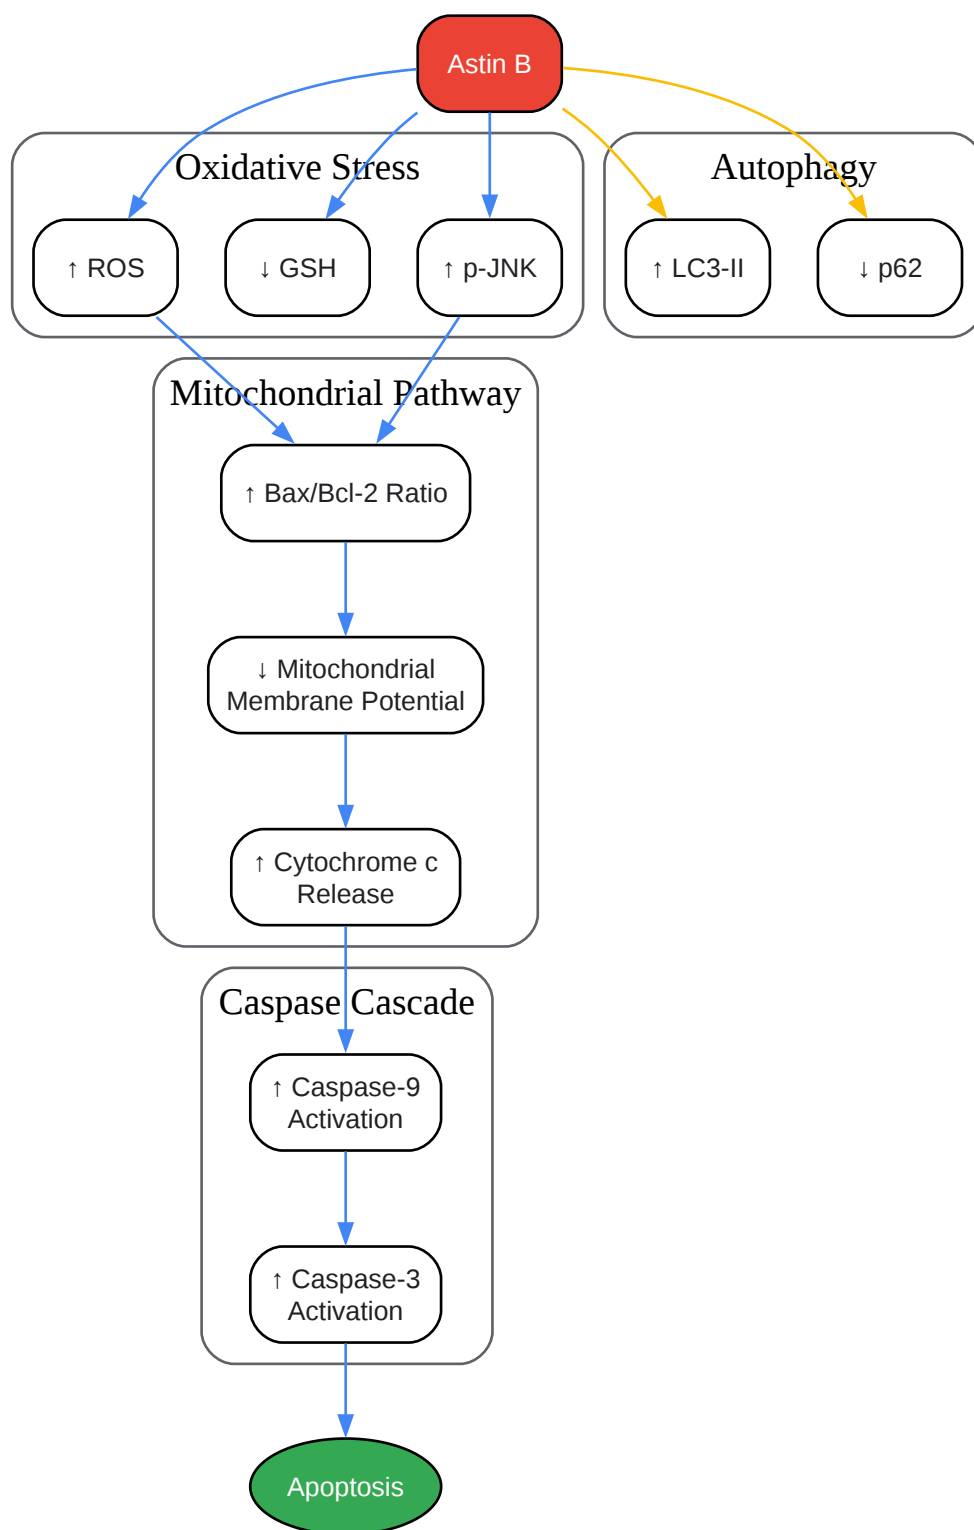 Astin B
Oxidative Stress
Autophagy
↑ ROS
↓ GSH
↑ p-JNK
↑ LC3-II
↓ p62
Mitochondrial Pathway
↑ Bax/Bcl-2 Ratio
↓ Mitochondrial
Membrane Potential
↑ Cytochrome c
Release
Caspase Cascade
↑ Caspase-9
Activation
↑ Caspase-3
Activation
Apoptosis